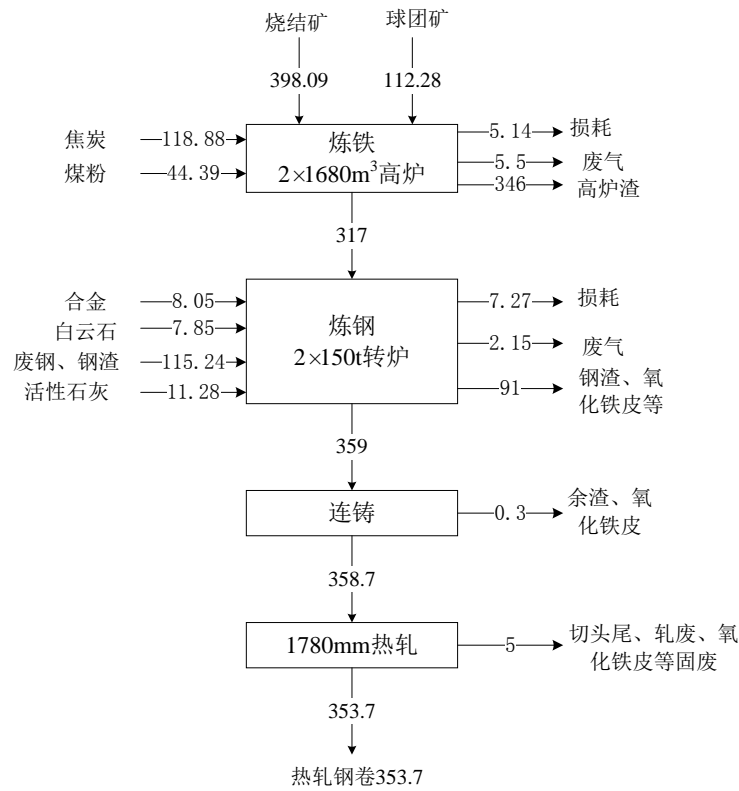 烧结矿
球团矿
398.09
112.28
焦炭
118.88
煤粉
44.39
炼铁
2×1680m³高炉
5.14
损耗
5.5
废气
346
高炉渣
317
合金
8.05
白云石
7.85
废钢、钢渣
115.24
活性石灰
11.28
炼钢
2×150t转炉
7.27
损耗
2.15
废气
91
钢渣、氧
化铁皮等
359
连铸
0.3
余渣、氧
化铁皮
358.7
1780mm热轧
5
切头尾、轧废、氧
化铁皮等固废
353.7
热轧钢卷353.7